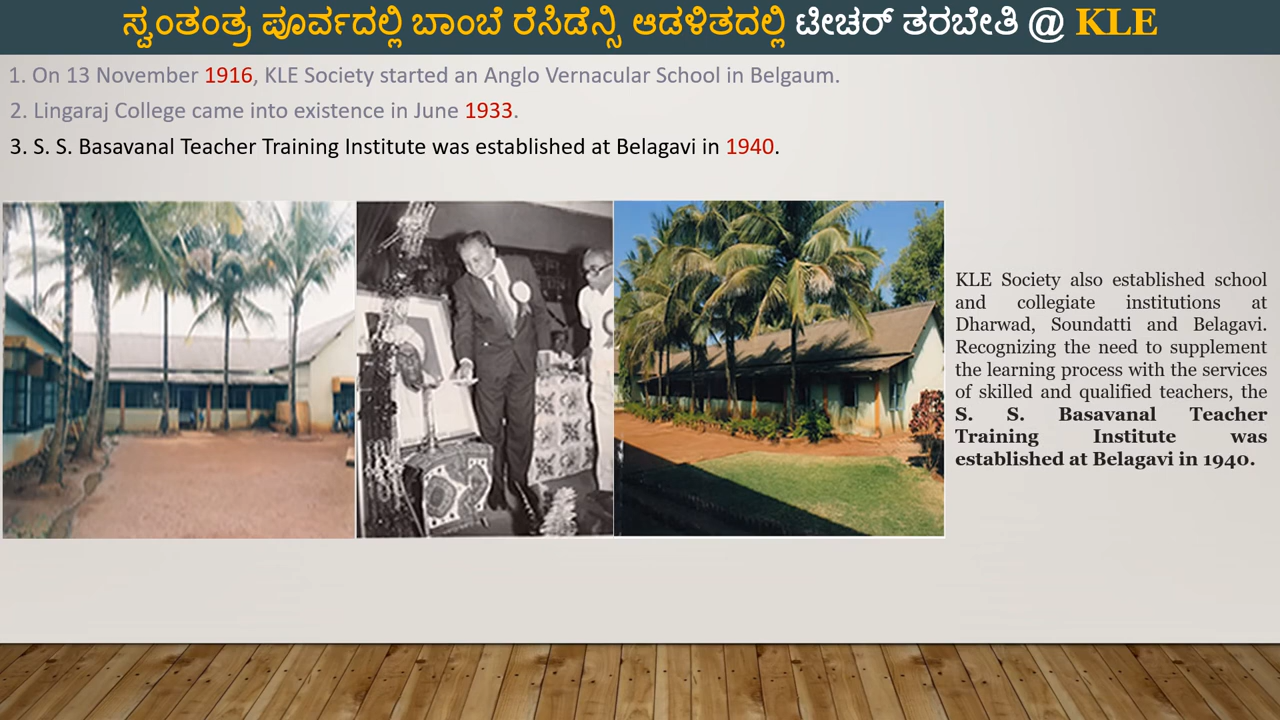 ಸ್ವಂತಂತ್ರ ಪೂರ್ವದಲ್ಲಿ ಬಾಂಬೆ ರೆಸಿಡೆನ್ಸಿ ಆಡಳಿತದಲ್ಲಿ ಟೀಚರ್ ತರಬೇತಿ @ KLE
1. On 13 November 1916, KLE Society started an Anglo Vernacular School in Belgaum.
2. Lingaraj College came into existence in June 1933.
3. S. S. Basavanal Teacher Training Institute was established at Belagavi in 1940.
KLE Society also established school
and collegiate institutions at
Dharwad, Soundatti and Belagavi.
Recognizing the need to supplement
the learning process with the services
of skilled and qualified teachers, the
S. S. Basavanal Teacher
Training Institute was
established at Belagavi in 1940.